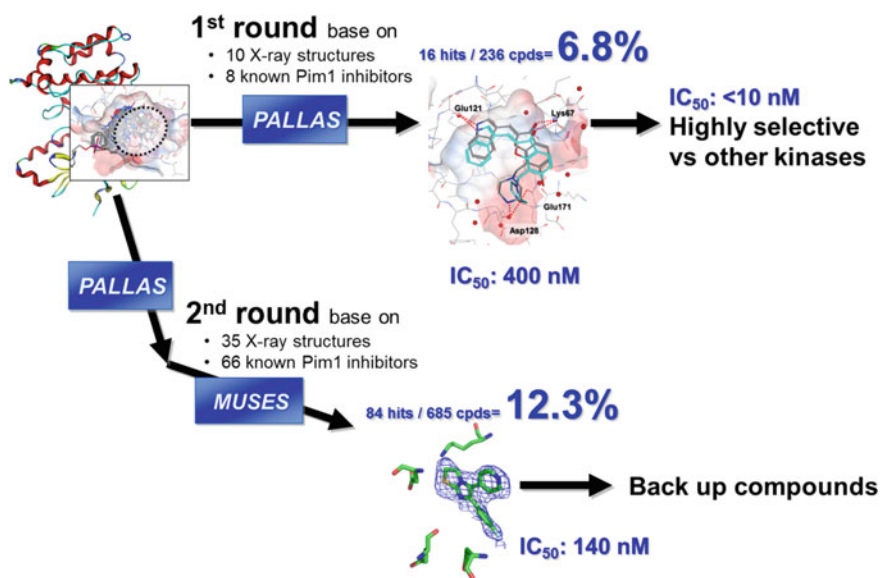 1st round base on
• 10 X-ray structures
• 8 known Pim1 inhibitors
PALLAS
16 hits / 236 cpds= 6.8%
Glu121
Lys67
Glu171
Asp128
IC50: 400 nM
IC50: <10 nM
Highly selective
vs other kinases
PALLAS
2nd round base on
• 35 X-ray structures
• 66 known Pim1 inhibitors
MUSES
84 hits / 685 cpds= 12.3%
Back up compounds
IC50: 140 nM